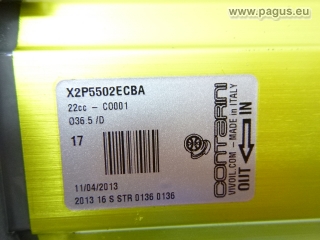 © www.pagus.eu
X2P5502ECBA
22cc - C0001
Ø36.5 /D
17
11/04/2013
2013 16 S STR 0136 0136
CONTARINI
VIVOIL.COM - MADE in ITALY
OUT
IN